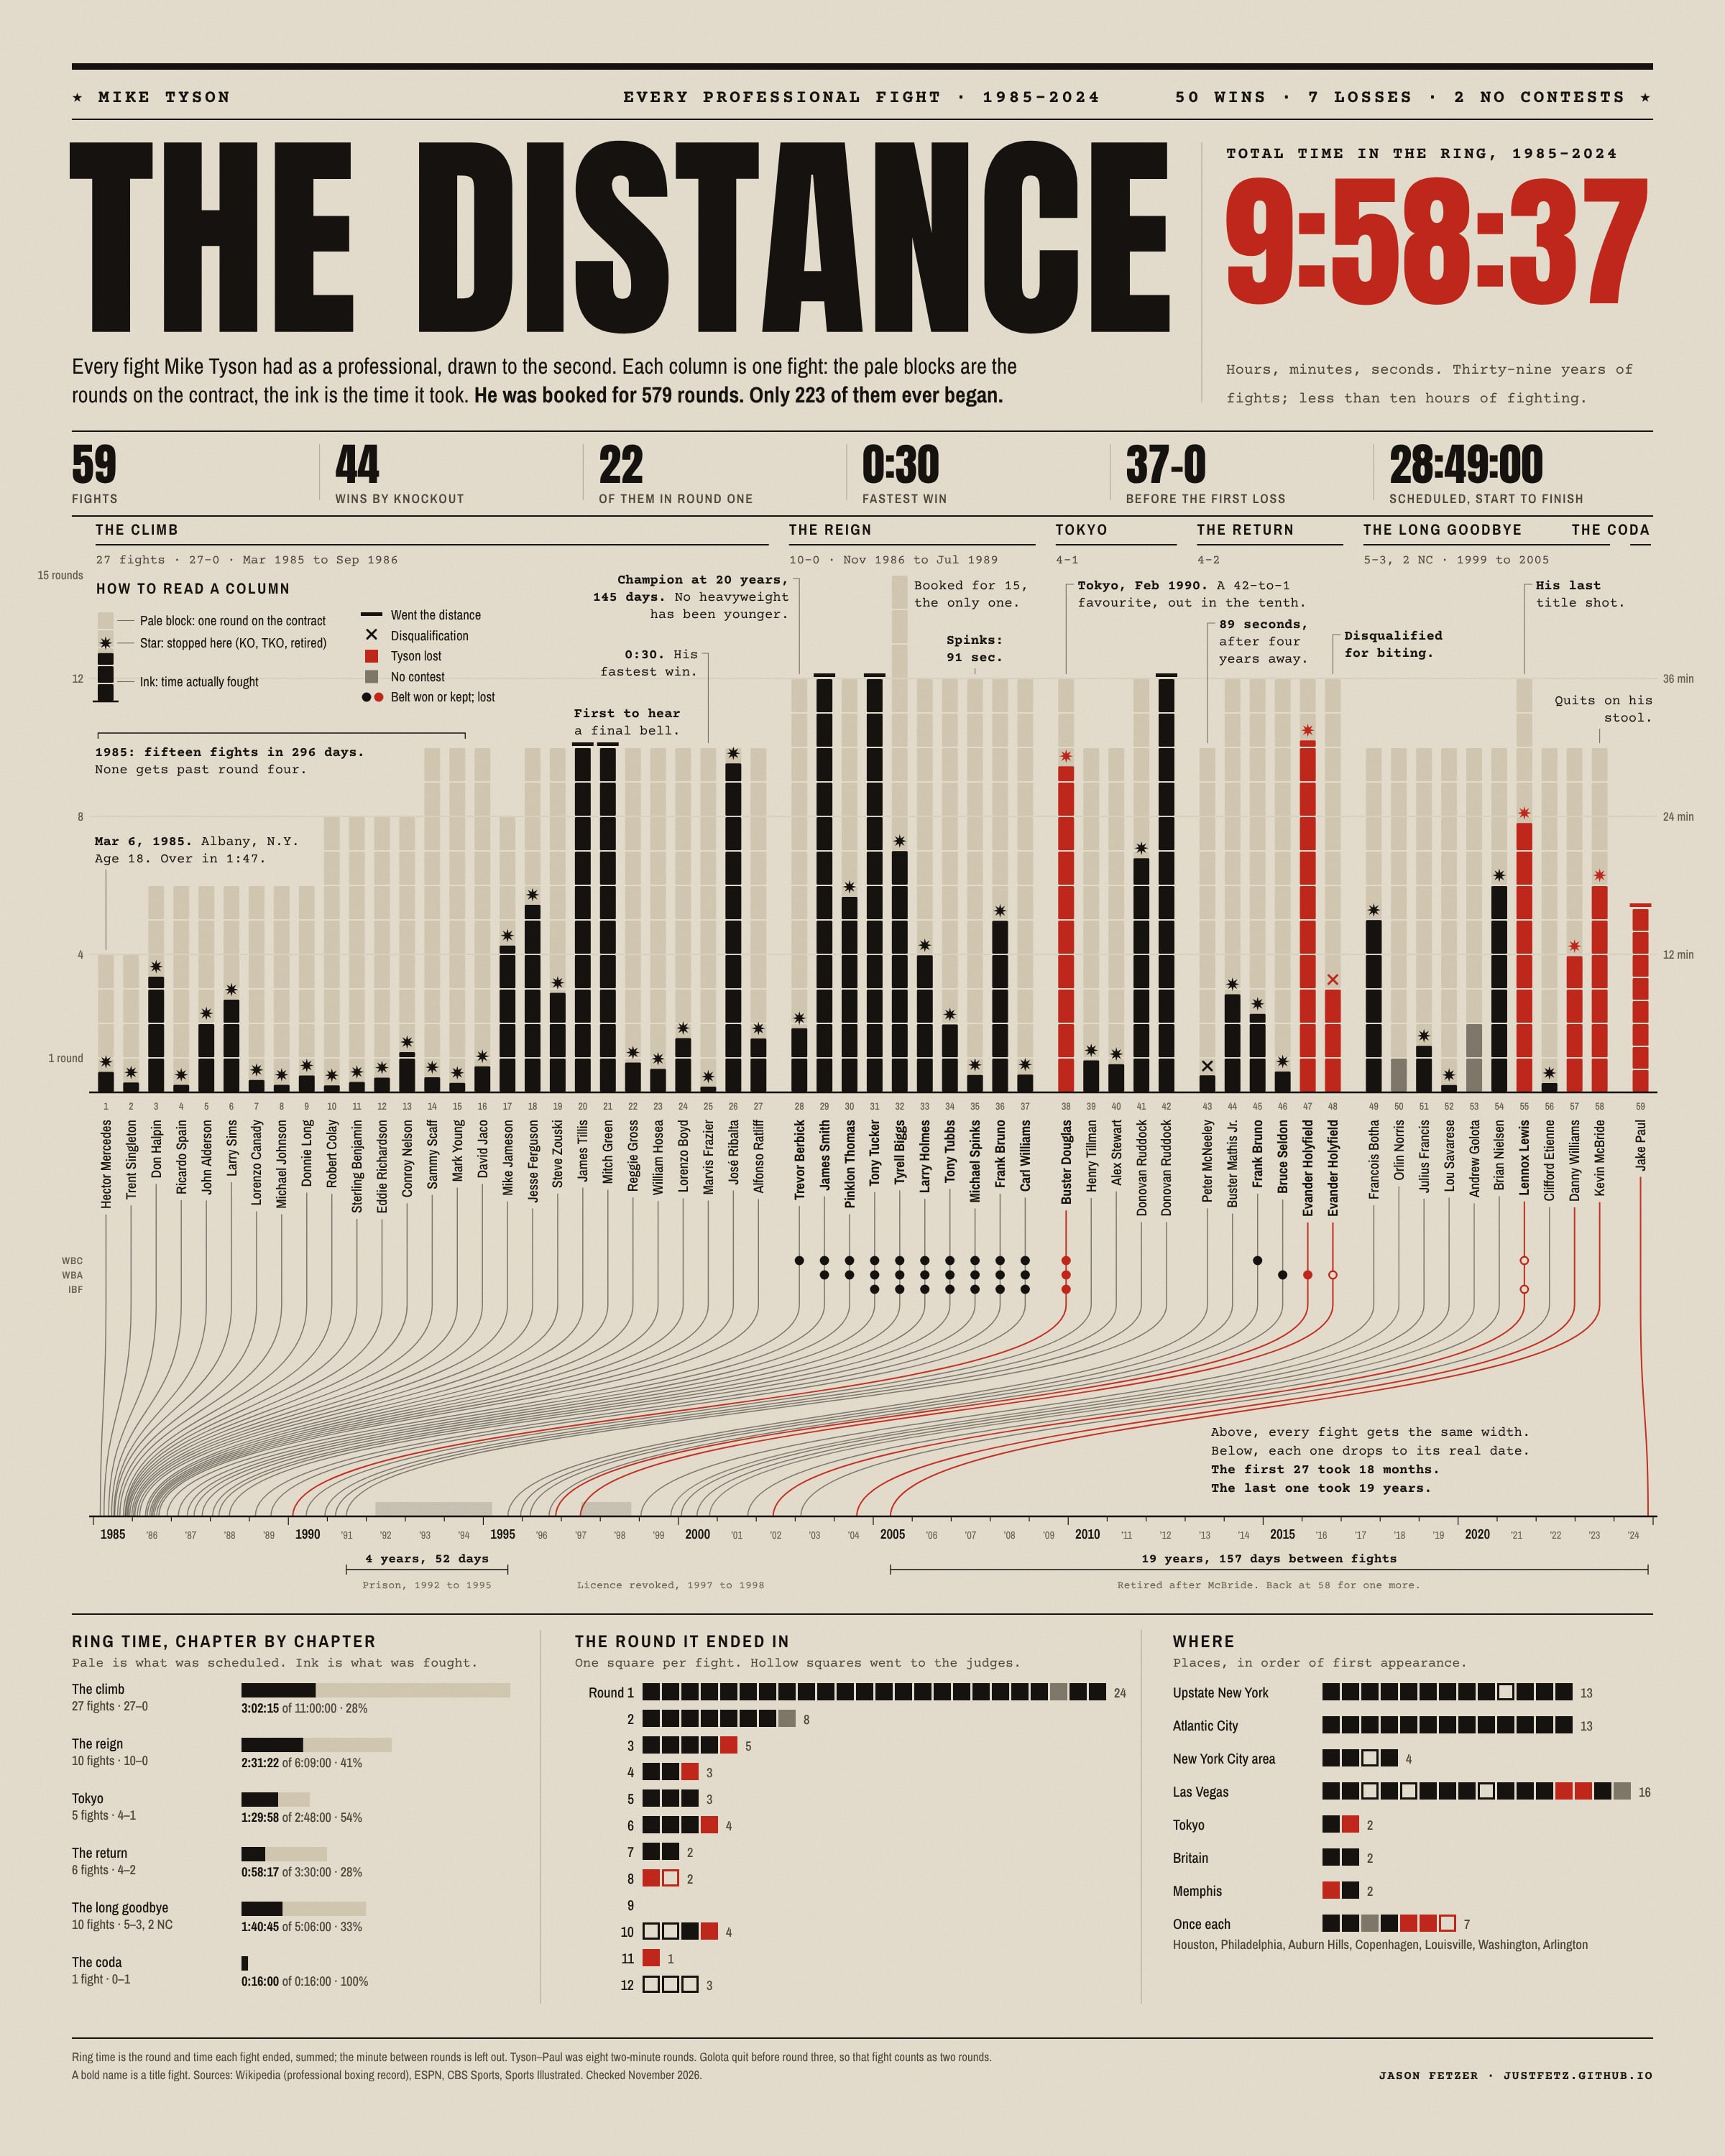 ★ MIKE TYSON
EVERY PROFESSIONAL FIGHT · 1985–2024
50 WINS · 7 LOSSES · 2 NO CONTESTS ★
THE DISTANCE
TOTAL TIME IN THE RING, 1985–2024
9:58:37
Every fight Mike Tyson had as a professional, drawn to the second. Each column is one fight: the pale blocks are the
rounds on the contract, the ink is the time it took. He was booked for 579 rounds. Only 223 of them ever began.
Hours, minutes, seconds. Thirty-nine years of
fights; less than ten hours of fighting.
59
FIGHTS
44
WINS BY KNOCKOUT
22
OF THEM IN ROUND ONE
0:30
FASTEST WIN
37–0
BEFORE THE FIRST LOSS
28:49:00
SCHEDULED, START TO FINISH
THE CLIMB
27 fights · 27–0 · Mar 1985 to Sep 1986
THE REIGN
10–0 · Nov 1986 to Jul 1989
TOKYO
4–1
THE RETURN
4–2
THE LONG GOODBYE
5–3, 2 NC · 1999 to 2005
THE CODA
15 rounds
12
8
4
1 round
36 min
24 min
12 min
HOW TO READ A COLUMN
Pale block: one round on the contract
Star: stopped here (KO, TKO, retired)
Ink: time actually fought
Went the distance
Disqualification
Tyson lost
No contest
Belt won or kept; lost
1985: fifteen fights in 296 days.
None gets past round four.
Mar 6, 1985. Albany, N.Y.
Age 18. Over in 1:47.
First to hear
a final bell.
0:30. His
fastest win.
Champion at 20 years,
145 days. No heavyweight
has been younger.
Booked for 15,
the only one.
Spinks:
91 sec.
Tokyo, Feb 1990. A 42-to-1
favourite, out in the tenth.
89 seconds,
after four
years away.
Disqualified
for biting.
His last
title shot.
Quits on his
stool.
1 2 3 4 5 6 7 8 9 10 11 12 13 14 15 16 17 18 19 20 21 22 23 24 25 26 27 28 29 30 31 32 33 34 35 36 37 38 39 40 41 42 43 44 45 46 47 48 49 50 51 52 53 54 55 56 57 58 59
Hector Mercedes
Trent Singleton
Don Halpin
Ricardo Spain
John Alderson
Larry Sims
Lorenzo Canady
Michael Johnson
Donnie Long
Robert Colay
Sterling Benjamin
Eddie Richardson
Conroy Nelson
Sammy Scaff
Mark Young
David Jaco
Mike Jameson
Jesse Ferguson
Steve Zouski
James Tillis
Mitch Green
Reggie Gross
William Hosea
Lorenzo Boyd
Marvis Frazier
José Ribalta
Alfonso Ratliff
Trevor Berbick
James Smith
Pinklon Thomas
Tony Tucker
Tyrell Biggs
Larry Holmes
Tony Tubbs
Michael Spinks
Frank Bruno
Carl Williams
Buster Douglas
Henry Tillman
Alex Stewart
Donovan Ruddock
Donovan Ruddock
Peter McNeeley
Buster Mathis Jr.
Frank Bruno
Bruce Seldon
Evander Holyfield
Evander Holyfield
Francois Botha
Orlin Norris
Julius Francis
Lou Savarese
Andrew Golota
Brian Nielsen
Lennox Lewis
Clifford Etienne
Danny Williams
Kevin McBride
Jake Paul
WBC
WBA
IBF
Above, every fight gets the same width.
Below, each one drops to its real date.
The first 27 took 18 months.
The last one took 19 years.
1985 '86 '87 '88 '89 1990 '91 '92 '93 '94 1995 '96 '97 '98 '99 2000 '01 '02 '03 '04 2005 '06 '07 '08 '09 2010 '11 '12 '13 '14 2015 '16 '17 '18 '19 2020 '21 '22 '23 '24
4 years, 52 days
Prison, 1992 to 1995
Licence revoked, 1997 to 1998
19 years, 157 days between fights
Retired after McBride. Back at 58 for one more.
RING TIME, CHAPTER BY CHAPTER
Pale is what was scheduled. Ink is what was fought.
The climb
27 fights · 27–0
3:02:15 of 11:00:00 · 28%
The reign
10 fights · 10–0
2:31:22 of 6:09:00 · 41%
Tokyo
5 fights · 4–1
1:29:58 of 2:48:00 · 54%
The return
6 fights · 4–2
0:58:17 of 3:30:00 · 28%
The long goodbye
10 fights · 5–3, 2 NC
1:40:45 of 5:06:00 · 33%
The coda
1 fight · 0–1
0:16:00 of 0:16:00 · 100%
THE ROUND IT ENDED IN
One square per fight. Hollow squares went to the judges.
Round 1 24
2 8
3 5
4 3
5 3
6 4
7 2
8 2
9
10 4
11 1
12 3
WHERE
Places, in order of first appearance.
Upstate New York 13
Atlantic City 13
New York City area 4
Las Vegas 16
Tokyo 2
Britain 2
Memphis 2
Once each 7
Houston, Philadelphia, Auburn Hills, Copenhagen, Louisville, Washington, Arlington
Ring time is the round and time each fight ended, summed; the minute between rounds is left out. Tyson–Paul was eight two-minute rounds. Golota quit before round three, so that fight counts as two rounds.
A bold name is a title fight. Sources: Wikipedia (professional boxing record), ESPN, CBS Sports, Sports Illustrated. Checked November 2026.
JASON FETZER · JUSTFETZ.GITHUB.IO